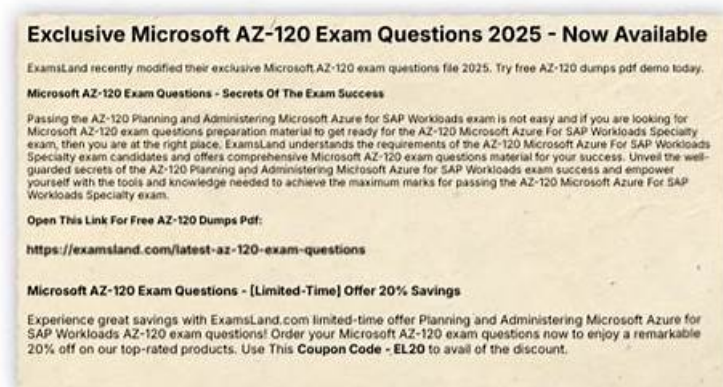 Exclusive Microsoft AZ-120 Exam Questions 2025 - Now Available
ExamsLand recently modified their exclusive Microsoft AZ-120 exam questions file 2025. Try free AZ-120 dumps pdf demo today.
Microsoft AZ-120 Exam Questions - Secrets Of The Exam Success
Passing the AZ-120 Planning and Administering Microsoft Azure for SAP Workloads exam is not easy and if you are looking for
Microsoft AZ-120 exam questions preparation material to get ready for the AZ-120 Microsoft Azure For SAP Workloads Specialty
exam, then you are at the right place. ExamsLand understands the requirements of the AZ-120 Microsoft Azure For SAP Workloads
Specialty exam candidates and offers comprehensive Microsoft AZ-120 exam questions material for your success. Unveil the well-
guarded secrets of the AZ-120 Planning and Administering Microsoft Azure for SAP Workloads exam success and empower
yourself with the tools and knowledge needed to achieve the maximum marks for passing the AZ-120 Microsoft Azure For SAP
Workloads Specialty exam.
Open This Link For Free AZ-120 Dumps Pdf:
https://examsland.com/latest-az-120-exam-questions
Microsoft AZ-120 Exam Questions - [Limited-Time] Offer 20% Savings
Experience great savings with ExamsLand.com limited-time offer Planning and Administering Microsoft Azure for
SAP Workloads AZ-120 exam questions! Order your Microsoft AZ-120 exam questions now to enjoy a remarkable
20% off on our top-rated products. Use This Coupon Code - EL20 to avail of the discount.